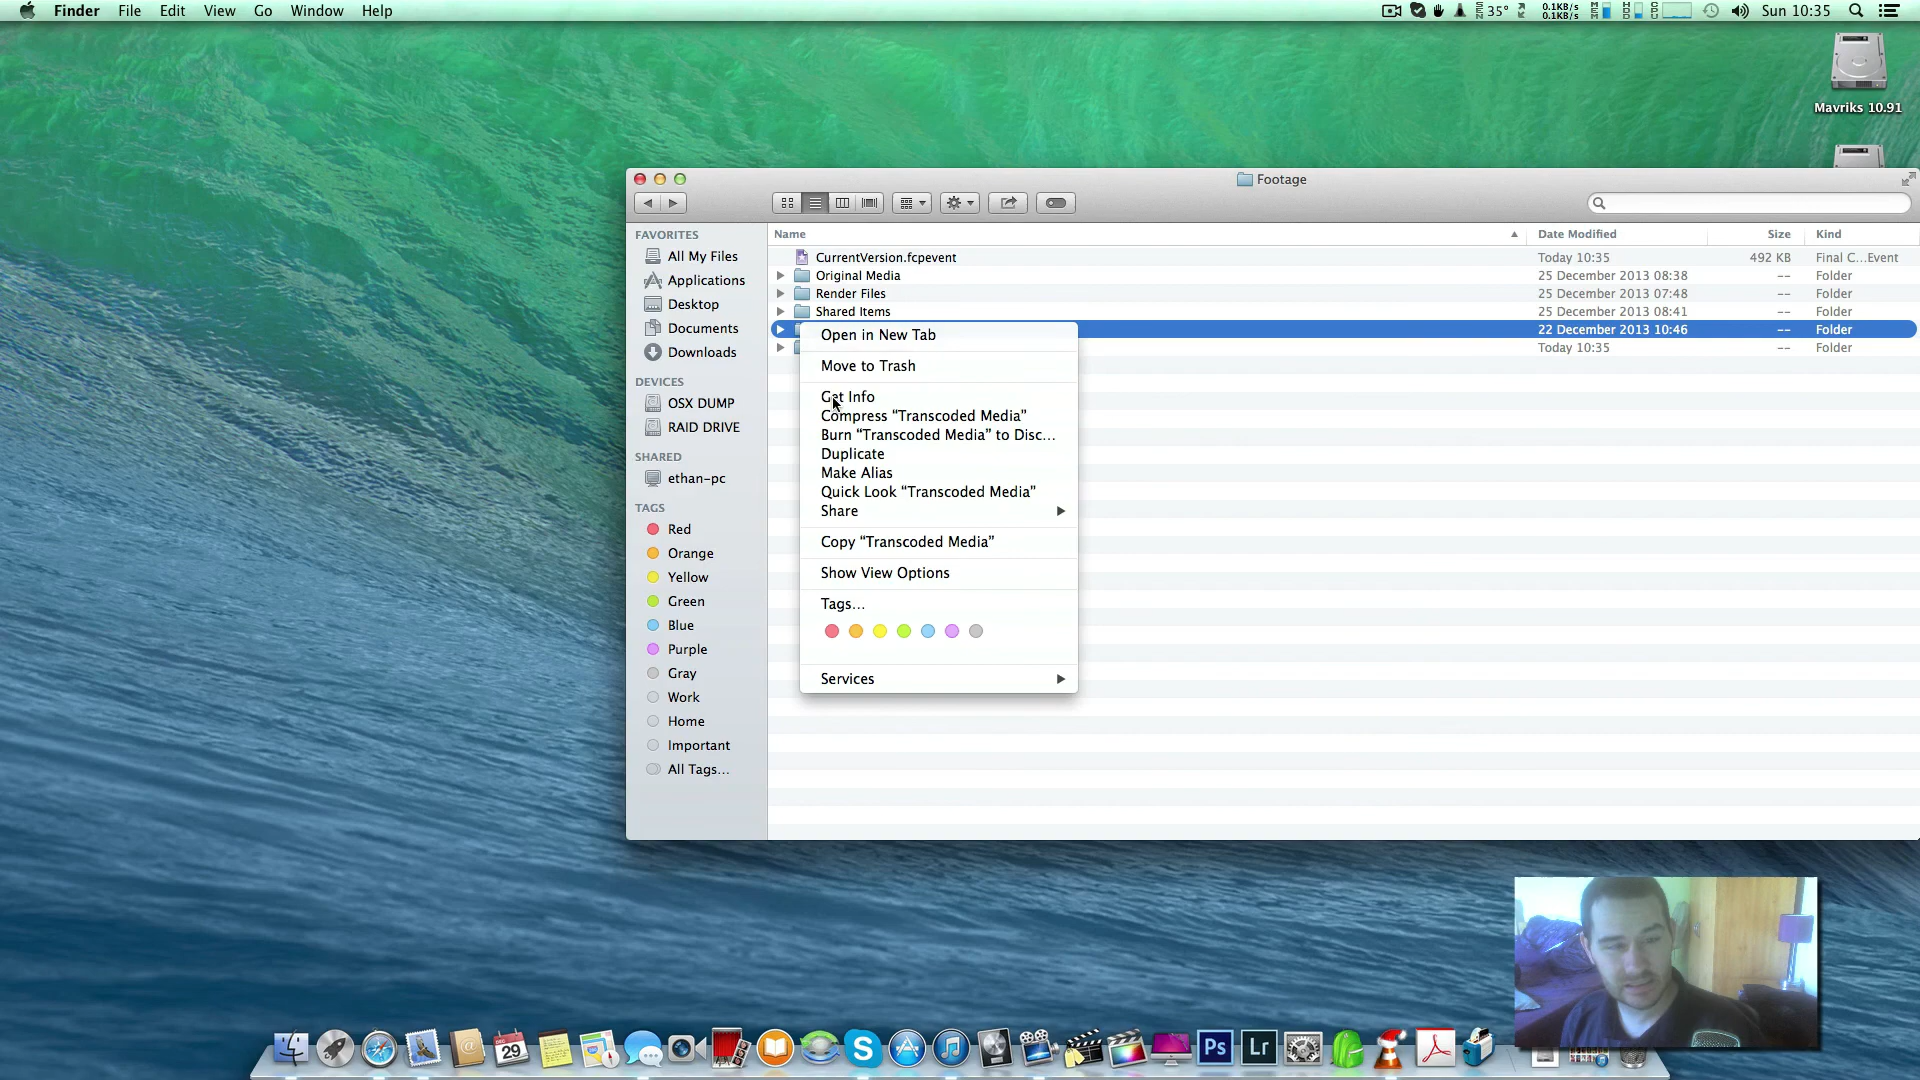 Finder File Edit View Go Window Help
35° 0.1KB/s 0.1KB/s Sun 10:35
Mavriks 10.91
Footage
FAVORITES
All My Files
Applications
Desktop
Documents
Downloads
DEVICES
OSX DUMP
RAID DRIVE
SHARED
ethan-pc
TAGS
Red
Orange
Yellow
Green
Blue
Purple
Gray
Work
Home
Important
All Tags...
Name Date Modified Size Kind
CurrentVersion.fcpevent Today 10:35 492 KB Final C...Event
Original Media 25 December 2013 08:38 -- Folder
Render Files 25 December 2013 07:48 -- Folder
Shared Items 25 December 2013 08:41 -- Folder
22 December 2013 10:46 -- Folder
Today 10:35 -- Folder
Open in New Tab
Move to Trash
Get Info
Compress “Transcoded Media”
Burn “Transcoded Media” to Disc...
Duplicate
Make Alias
Quick Look “Transcoded Media”
Share
Copy “Transcoded Media”
Show View Options
Tags...
Services
DEC 29
Ps
Lr